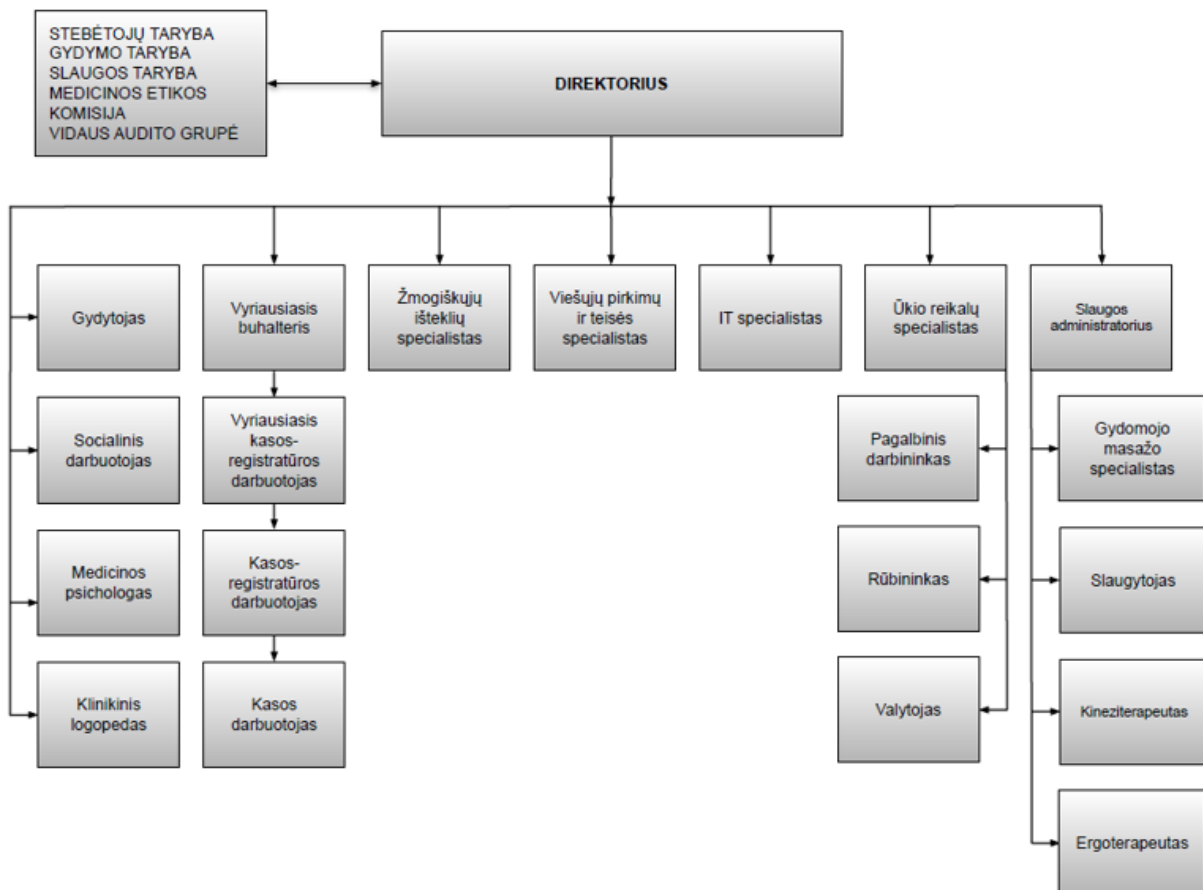 STEBĖTOJŲ TARYBA
GYDYMO TARYBA
SLAUGOS TARYBA
MEDICINOS ETIKOS
KOMISIJA
VIDAUS AUDITO GRUPĖ
DIREKTORIUS
Gydytojas
Vyriausiasis
buhalteris
Žmogiškųjų
išteklių
specialistas
Viešųjų pirkimų
ir teisės
specialistas
IT specialistas
Ūkio reikalų
specialistas
Slaugos
administratorius
Socialinis
darbuotojas
Vyriausiasis
kasos-
registratūros
darbuotojas
Pagalbinis
darbininkas
Gydomojo
masažo
specialistas
Medicinos
psichologas
Kasos-
registratūros
darbuotojas
Rūbininkas
Slaugytojas
Klinikinis
logopedas
Kasos
darbuotojas
Valytojas
Kineziterapeutas
Ergoterapeutas